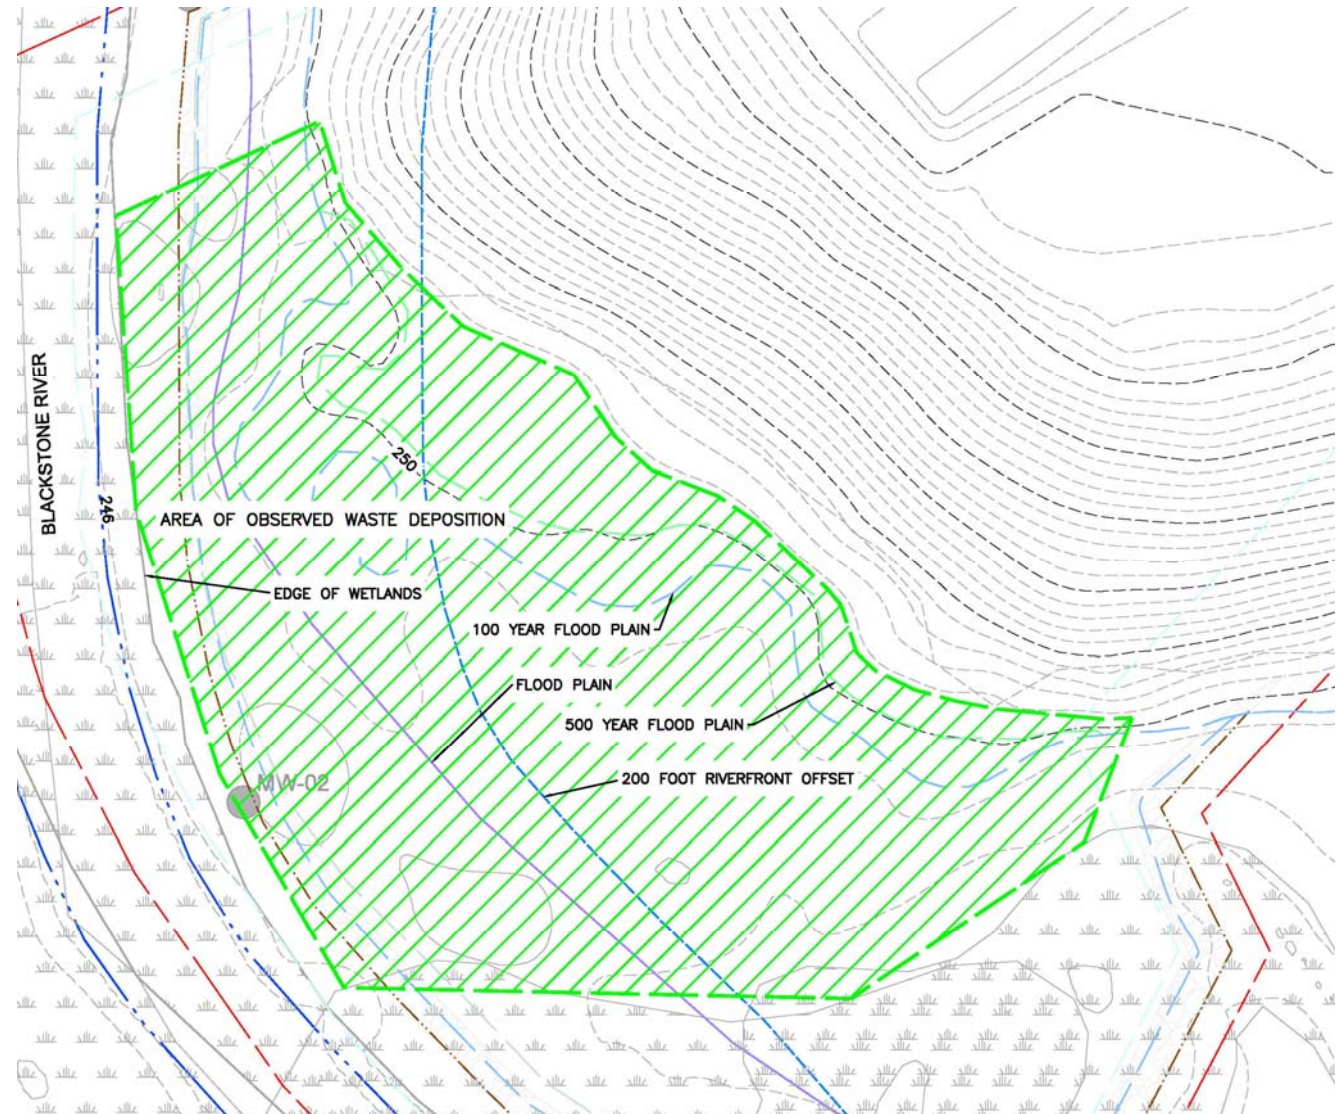 BLACKSTONE RIVER
246
250
AREA OF OBSERVED WASTE DEPOSITION
EDGE OF WETLANDS
100 YEAR FLOOD PLAIN
FLOOD PLAIN
500 YEAR FLOOD PLAIN
200 FOOT RIVERFRONT OFFSET
MW-02